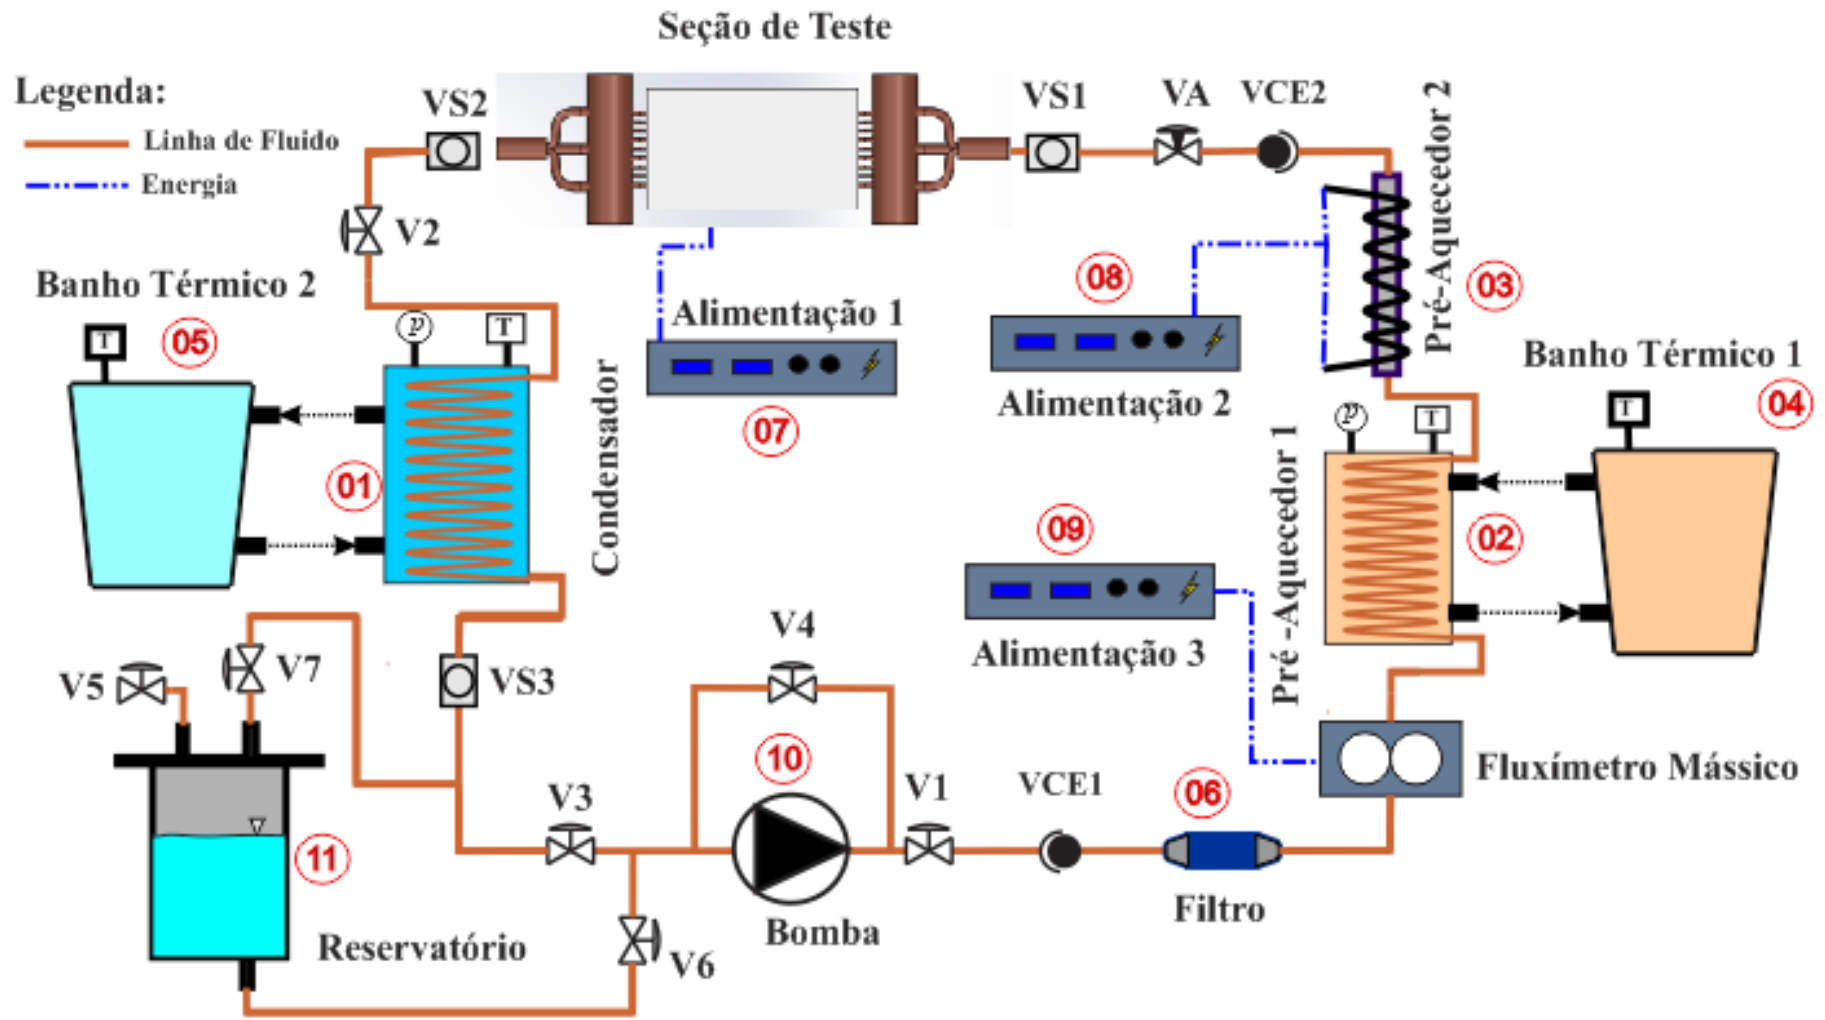 Seção de Teste
Legenda:
Linha de Fluido
Energia
VS2
VS1
VA
VCE2
V2
Pré-Aquecedor 2
03
08
Banho Térmico 2
05
T
P
T
Alimentação 1
07
Alimentação 2
Banho Térmico 1
04
T
P
T
Condensador
01
09
Alimentação 3
Pré -Aquecedor 1
02
V4
V5
V7
VS3
10
Fluxímetro Mássico
V3
V1
VCE1
06
11
Filtro
Bomba
Reservatório
V6